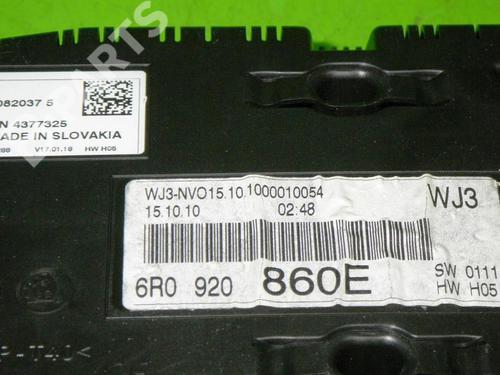 082037 5
N 4377325
ADE IN SLOVAKIA
V17.01.18 HW H05
WJ3-NVO15.10.1000010054
15.10.10 02:48
WJ3
6R0 920 860E
SW 0111
HW H05
P-T40<